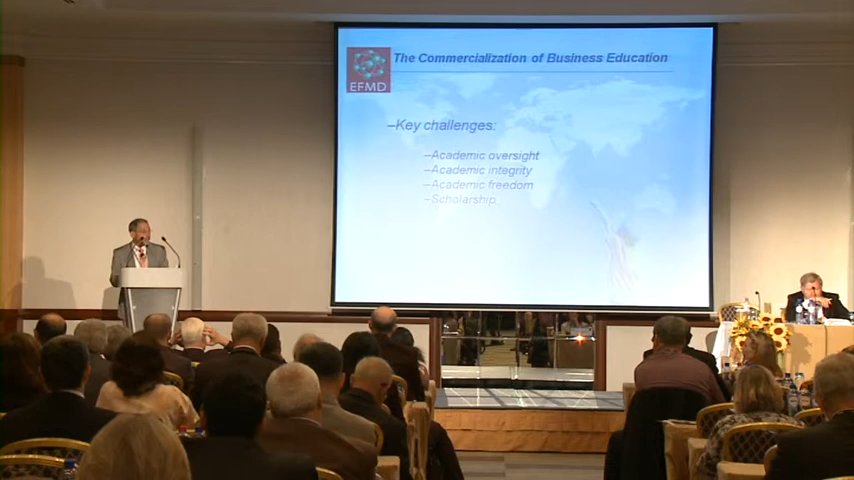 The Commercialization of Business Education
EFMD
–Key challenges:
–Academic oversight
–Academic integrity
–Academic freedom
–Scholarship